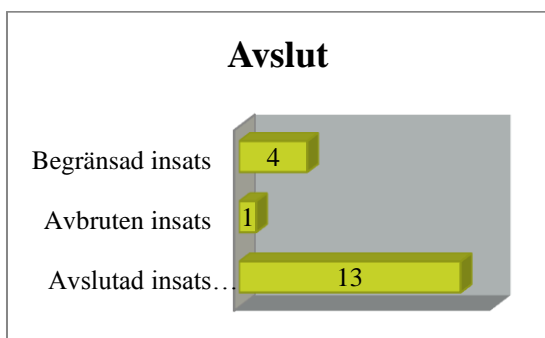 Avslut
Begränsad insats 4
Avbruten insats 1
Avslutad insats… 13